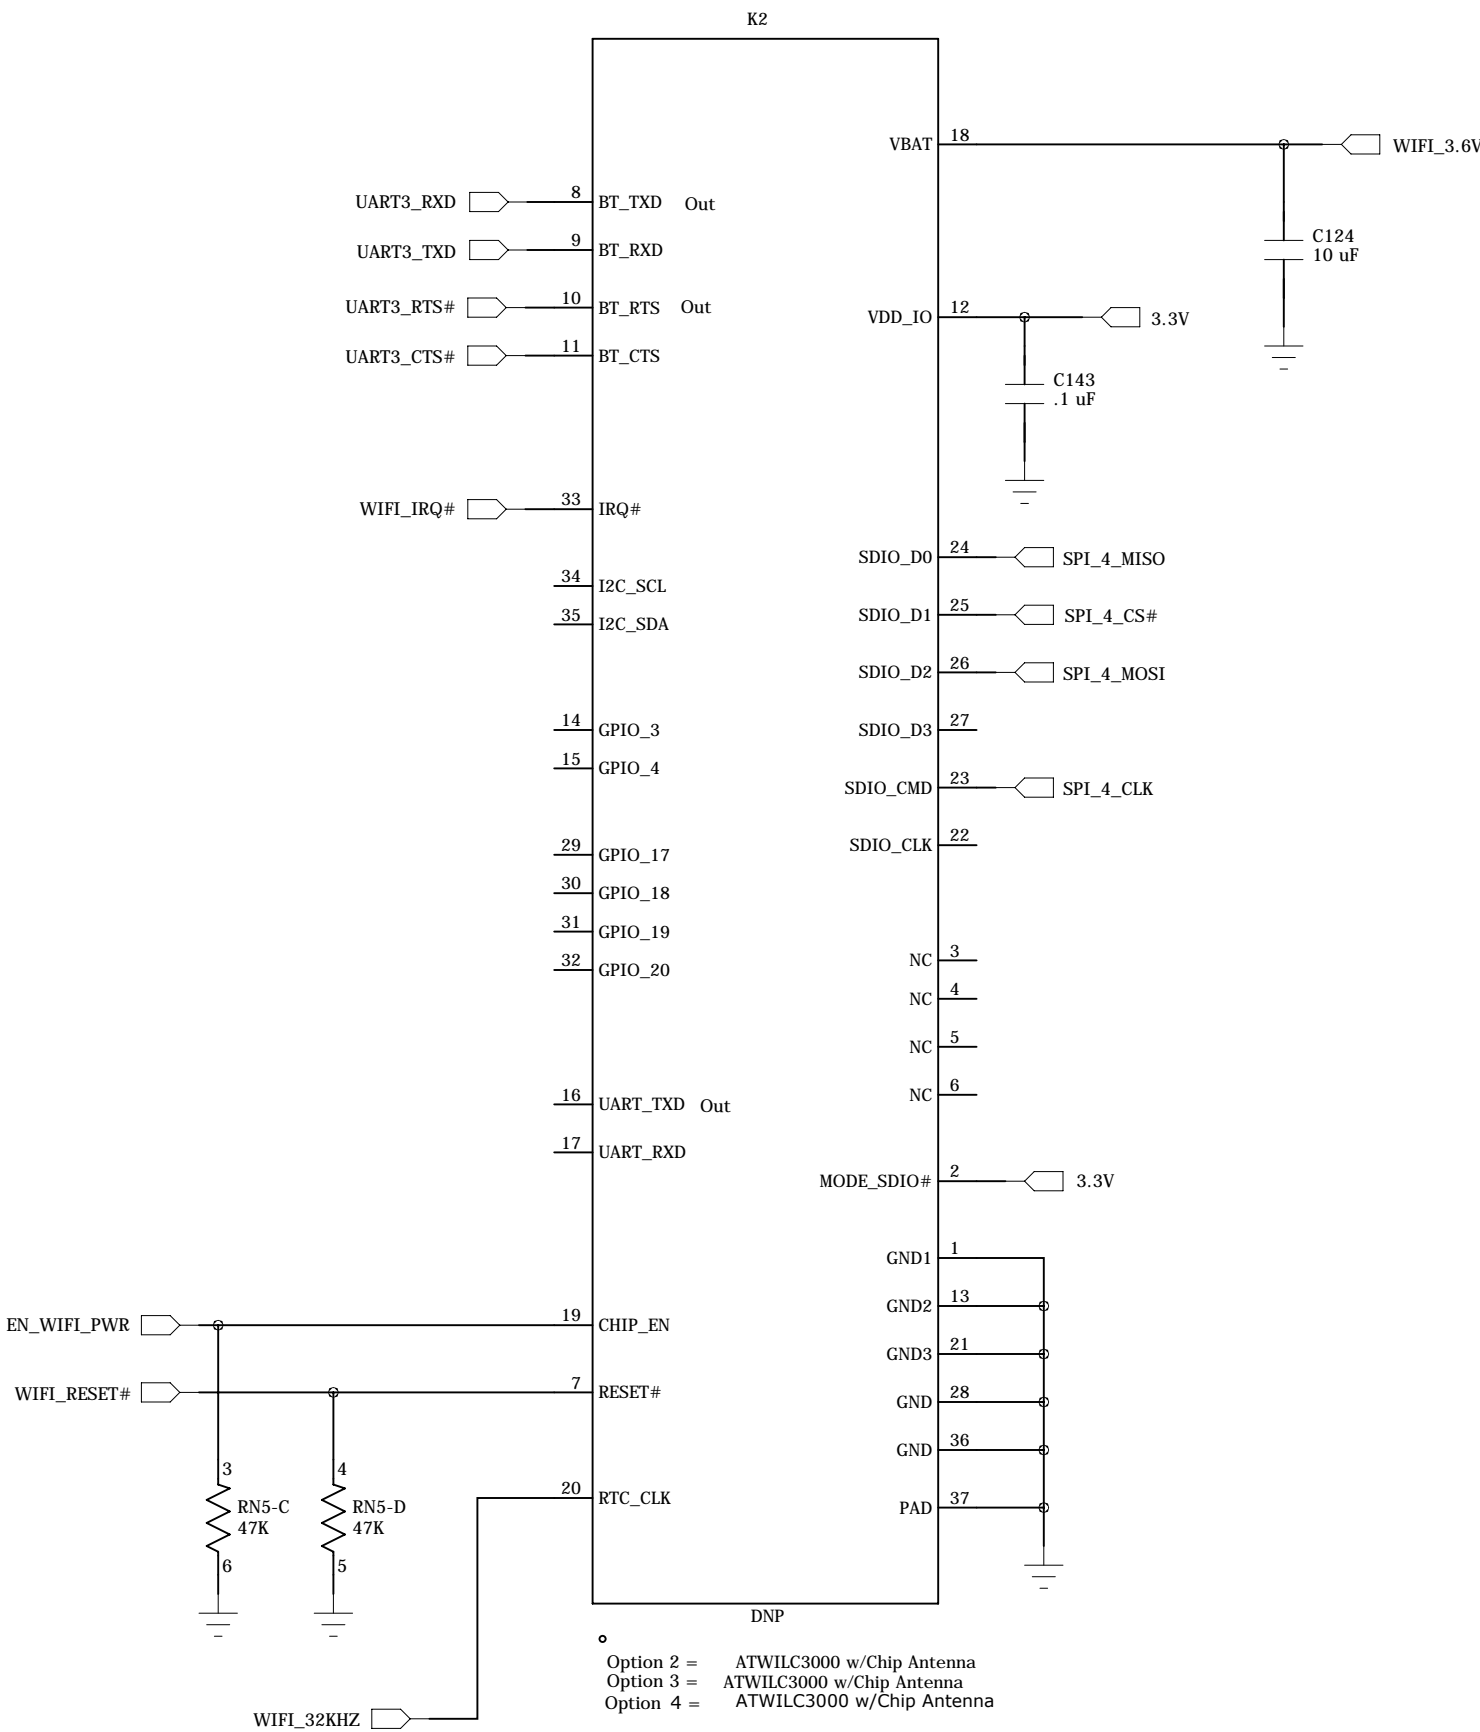 K2
VBAT 18 WIFI_3.6V
UART3_RXD 8 BT_TXD Out
UART3_TXD 9 BT_RXD
C124
10 uF
UART3_RTS# 10 BT_RTS Out
VDD_IO 12 3.3V
UART3_CTS# 11 BT_CTS
C143
.1 uF
WIFI_IRQ# 33 IRQ#
SDIO_D0 24 SPI_4_MISO
34 I2C_SCL
SDIO_D1 25 SPI_4_CS#
35 I2C_SDA
SDIO_D2 26 SPI_4_MOSI
14 GPIO_3
SDIO_D3 27
15 GPIO_4
SDIO_CMD 23 SPI_4_CLK
SDIO_CLK 22
29 GPIO_17
30 GPIO_18
31 GPIO_19
NC 3
32 GPIO_20
NC 4
NC 5
NC 6
16 UART_TXD Out
17 UART_RXD
MODE_SDIO# 2 3.3V
GND1 1
GND2 13
EN_WIFI_PWR 19 CHIP_EN
GND3 21
WIFI_RESET# 7 RESET#
GND 28
GND 36
3 4
20 RTC_CLK
RN5-C RN5-D
47K 47K
PAD 37
6 5
DNP
Option 2 = ATWILC3000 w/Chip Antenna
Option 3 = ATWILC3000 w/Chip Antenna
Option 4 = ATWILC3000 w/Chip Antenna
WIFI_32KHZ